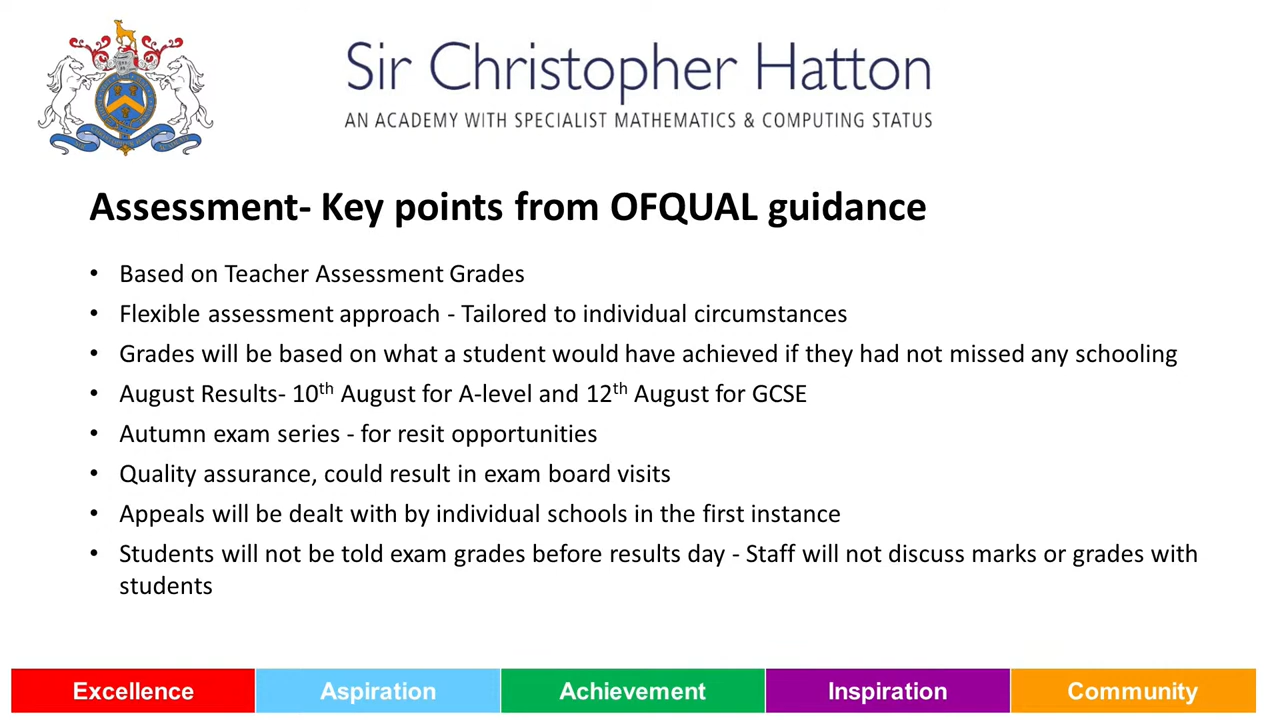 Sir Christopher Hatton
AN ACADEMY WITH SPECIALIST MATHEMATICS & COMPUTING STATUS
Assessment- Key points from OFQUAL guidance
• Based on Teacher Assessment Grades
• Flexible assessment approach - Tailored to individual circumstances
• Grades will be based on what a student would have achieved if they had not missed any schooling
• August Results- 10th August for A-level and 12th August for GCSE
• Autumn exam series - for resit opportunities
• Quality assurance, could result in exam board visits
• Appeals will be dealt with by individual schools in the first instance
• Students will not be told exam grades before results day - Staff will not discuss marks or grades with
students
Excellence Aspiration Achievement Inspiration Community